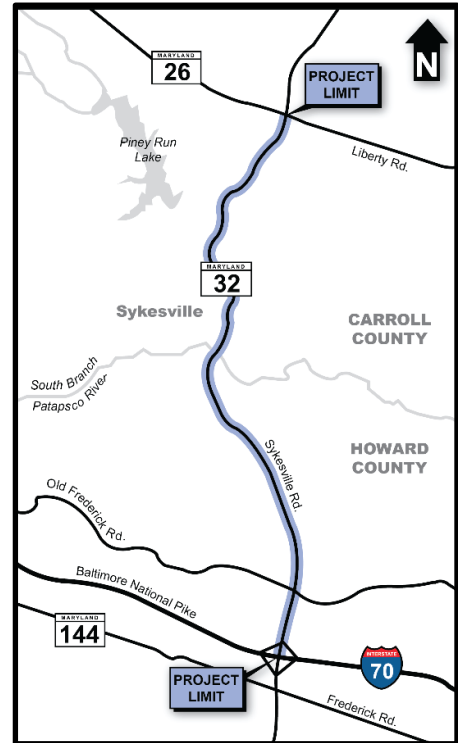 MARYLAND
26
PROJECT
LIMIT
N
Piney Run
Lake
Liberty Rd.
MARYLAND
32
Sykesville
CARROLL
COUNTY
South Branch
Patapsco River
HOWARD
COUNTY
Sykesville Rd.
Old Frederick Rd.
Baltimore National Pike
MARYLAND
144
INTERSTATE
70
PROJECT
LIMIT
Frederick Rd.